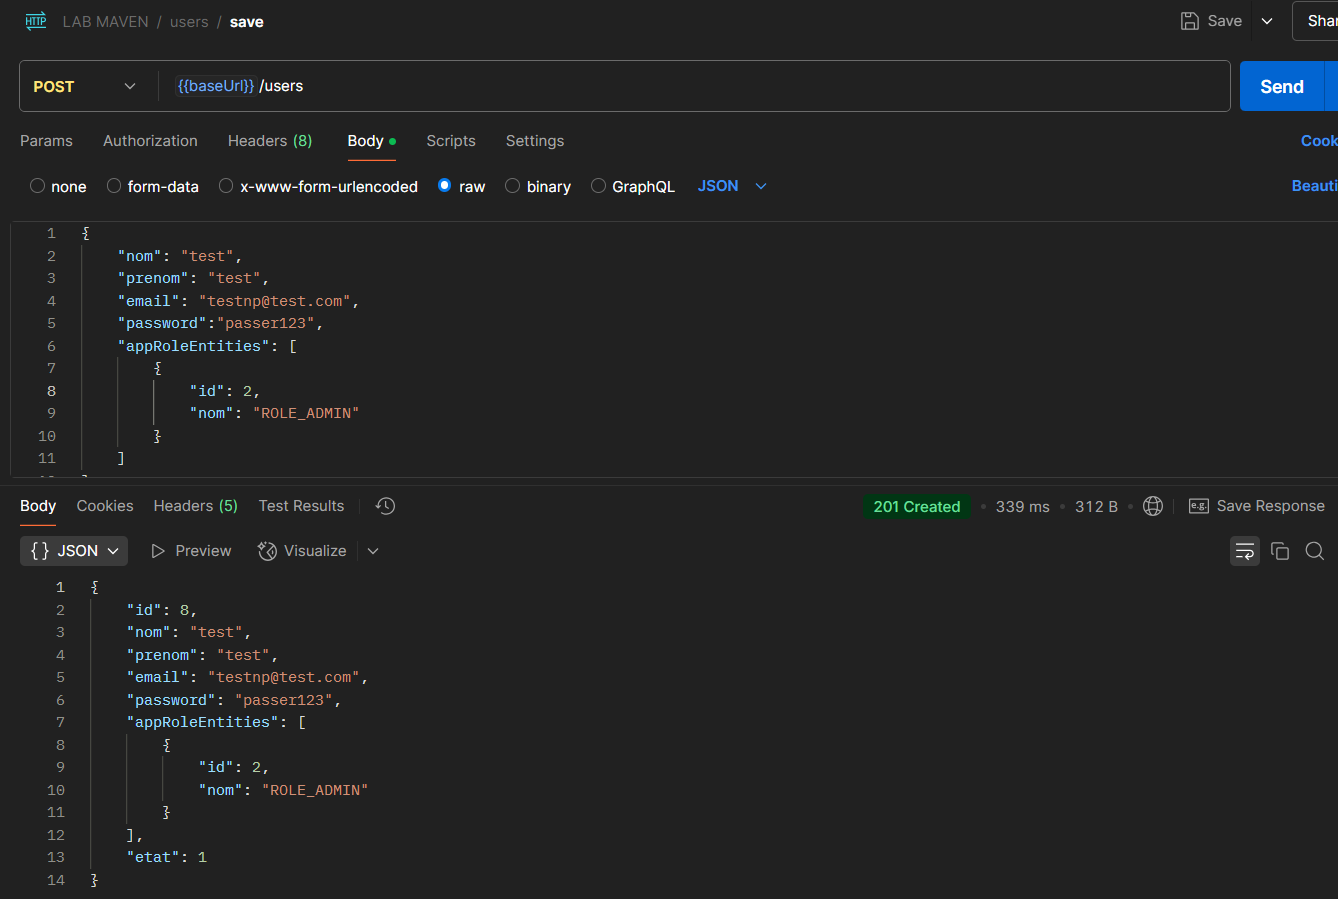 HTTP LAB MAVEN / users / save Save Shar
POST {{baseUrl}} /users Send
Params Authorization Headers (8) Body Scripts Settings Cook
none form-data x-www-form-urlencoded raw binary GraphQL JSON Beauti
1 {
2 "nom": "test",
3 "prenom": "test",
4 "email": "testnp@test.com",
5 "password":"passer123",
6 "appRoleEntities": [
7 {
8 "id": 2,
9 "nom": "ROLE_ADMIN"
10 }
11 ]
Body Cookies Headers (5) Test Results 201 Created • 339 ms • 312 B • e.g. Save Response
{} JSON Preview Visualize
1 {
2 "id": 8,
3 "nom": "test",
4 "prenom": "test",
5 "email": "testnp@test.com",
6 "password": "passer123",
7 "appRoleEntities": [
8 {
9 "id": 2,
10 "nom": "ROLE_ADMIN"
11 }
12 ],
13 "etat": 1
14 }